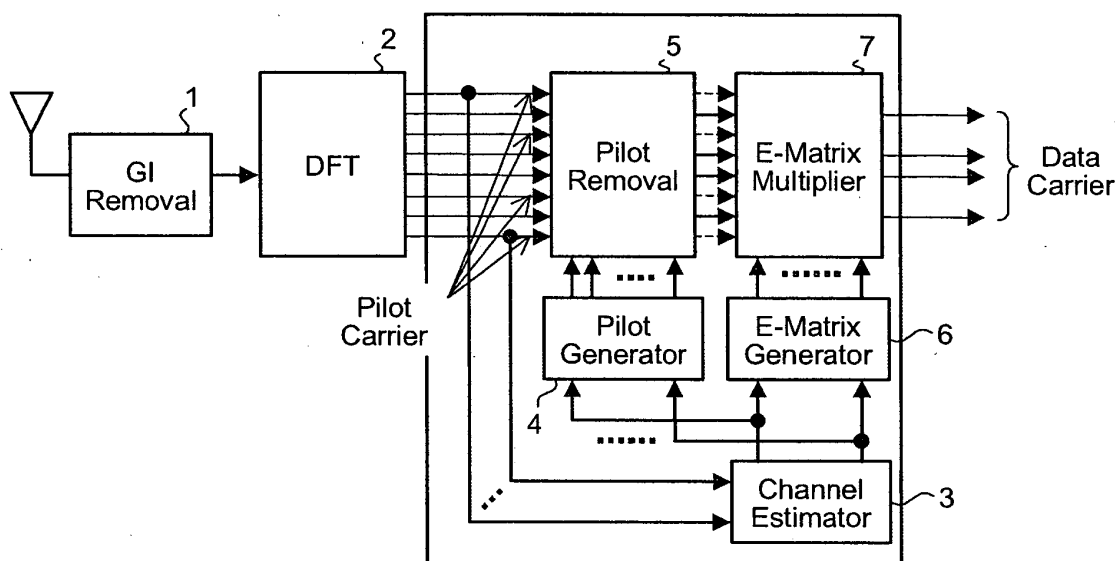 1
GI
Removal
2
DFT
Pilot
Carrier
5
Pilot
Removal
7
E-Matrix
Multiplier
Data
Carrier
Pilot
Generator
4
E-Matrix
Generator
6
Channel
Estimator
3